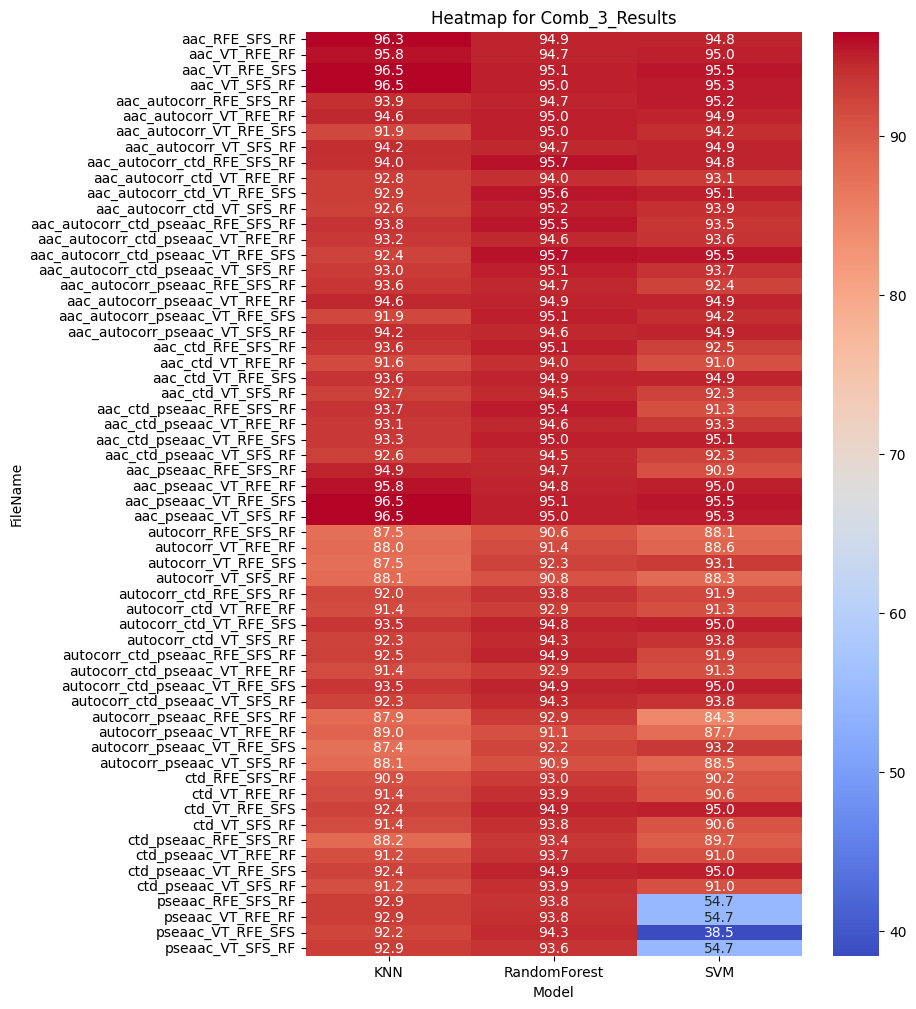 Heatmap for Comb_3_Results
FileName
aac_RFE_SFS_RF 96.3 94.9 94.8
aac_VT_RFE_RF 95.8 94.7 95.0
aac_VT_RFE_SFS 96.5 95.1 95.5
aac_VT_SFS_RF 96.5 95.0 95.3
aac_autocorr_RFE_SFS_RF 93.9 94.7 95.2
aac_autocorr_VT_RFE_RF 94.6 95.0 94.9
aac_autocorr_VT_RFE_SFS 91.9 95.0 94.2
aac_autocorr_VT_SFS_RF 94.2 94.7 94.9
aac_autocorr_ctd_RFE_SFS_RF 94.0 95.7 94.8
aac_autocorr_ctd_VT_RFE_RF 92.8 94.0 93.1
aac_autocorr_ctd_VT_RFE_SFS 92.9 95.6 95.1
aac_autocorr_ctd_VT_SFS_RF 92.6 95.2 93.9
aac_autocorr_ctd_pseaac_RFE_SFS_RF 93.8 95.5 93.5
aac_autocorr_ctd_pseaac_VT_RFE_RF 93.2 94.6 93.6
aac_autocorr_ctd_pseaac_VT_RFE_SFS 92.4 95.7 95.5
aac_autocorr_ctd_pseaac_VT_SFS_RF 93.0 95.1 93.7
aac_autocorr_pseaac_RFE_SFS_RF 93.6 94.7 92.4
aac_autocorr_pseaac_VT_RFE_RF 94.6 94.9 94.9
aac_autocorr_pseaac_VT_RFE_SFS 91.9 95.1 94.2
aac_autocorr_pseaac_VT_SFS_RF 94.2 94.6 94.9
aac_ctd_RFE_SFS_RF 93.6 95.1 92.5
aac_ctd_VT_RFE_RF 91.6 94.0 91.0
aac_ctd_VT_RFE_SFS 93.6 94.9 94.9
aac_ctd_VT_SFS_RF 92.7 94.5 92.3
aac_ctd_pseaac_RFE_SFS_RF 93.7 95.4 91.3
aac_ctd_pseaac_VT_RFE_RF 93.1 94.6 93.3
aac_ctd_pseaac_VT_RFE_SFS 93.3 95.0 95.1
aac_ctd_pseaac_VT_SFS_RF 92.6 94.5 92.3
aac_pseaac_RFE_SFS_RF 94.9 94.7 90.9
aac_pseaac_VT_RFE_RF 95.8 94.8 95.0
aac_pseaac_VT_RFE_SFS 96.5 95.1 95.5
aac_pseaac_VT_SFS_RF 96.5 95.0 95.3
autocorr_RFE_SFS_RF 87.5 90.6 88.1
autocorr_VT_RFE_RF 88.0 91.4 88.6
autocorr_VT_RFE_SFS 87.5 92.3 93.1
autocorr_VT_SFS_RF 88.1 90.8 88.3
autocorr_ctd_RFE_SFS_RF 92.0 93.8 91.9
autocorr_ctd_VT_RFE_RF 91.4 92.9 91.3
autocorr_ctd_VT_RFE_SFS 93.5 94.8 95.0
autocorr_ctd_VT_SFS_RF 92.3 94.3 93.8
autocorr_ctd_pseaac_RFE_SFS_RF 92.5 94.9 91.9
autocorr_ctd_pseaac_VT_RFE_RF 91.4 92.9 91.3
autocorr_ctd_pseaac_VT_RFE_SFS 93.5 94.9 95.0
autocorr_ctd_pseaac_VT_SFS_RF 92.3 94.3 93.8
autocorr_pseaac_RFE_SFS_RF 87.9 92.9 84.3
autocorr_pseaac_VT_RFE_RF 89.0 91.1 87.7
autocorr_pseaac_VT_RFE_SFS 87.4 92.2 93.2
autocorr_pseaac_VT_SFS_RF 88.1 90.9 88.5
ctd_RFE_SFS_RF 90.9 93.0 90.2
ctd_VT_RFE_RF 91.4 93.9 90.6
ctd_VT_RFE_SFS 92.4 94.9 95.0
ctd_VT_SFS_RF 91.4 93.8 90.6
ctd_pseaac_RFE_SFS_RF 88.2 93.4 89.7
ctd_pseaac_VT_RFE_RF 91.2 93.7 91.0
ctd_pseaac_VT_RFE_SFS 92.4 94.9 95.0
ctd_pseaac_VT_SFS_RF 91.2 93.9 91.0
pseaac_RFE_SFS_RF 92.9 93.8 54.7
pseaac_VT_RFE_RF 92.9 93.8 54.7
pseaac_VT_RFE_SFS 92.2 94.3 38.5
pseaac_VT_SFS_RF 92.9 93.6 54.7
KNN RandomForest SVM
Model
90
80
70
60
50
40